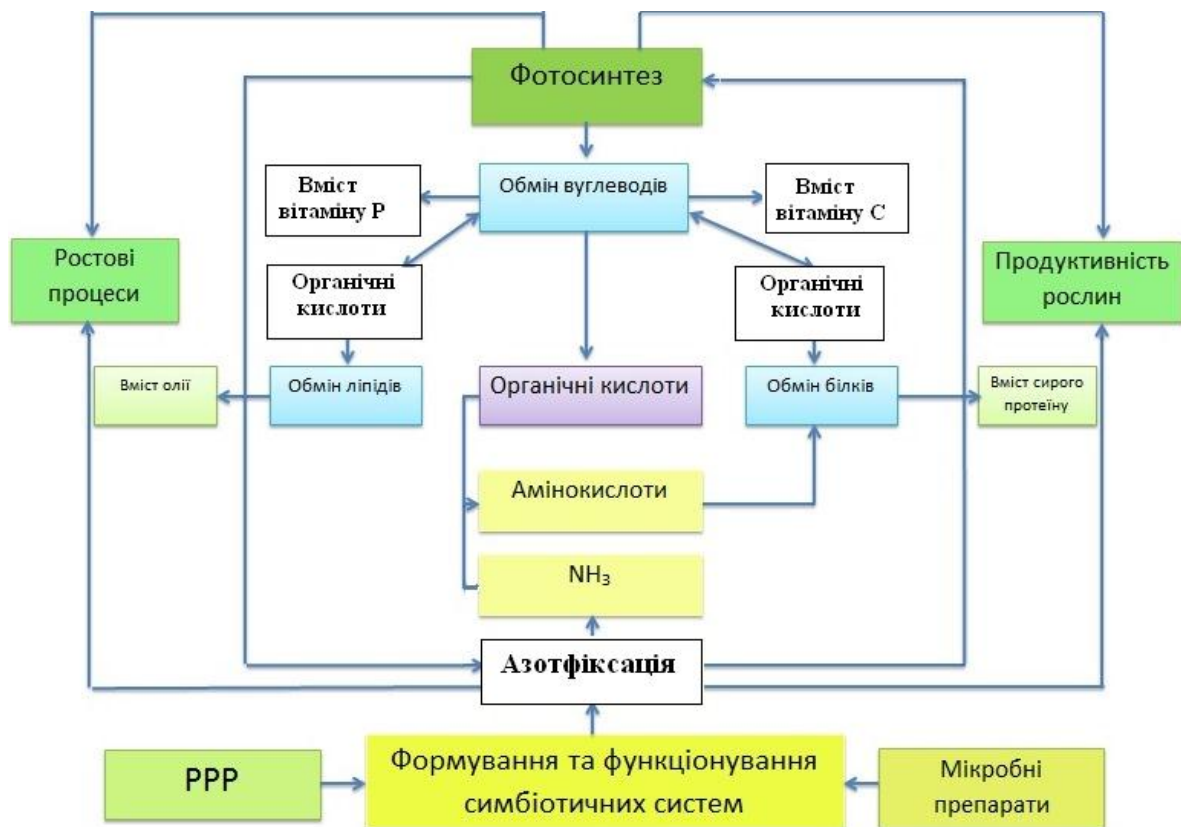 Фотосинтез
Вміст
вітаміну Р
Обмін вуглеводів
Вміст
вітаміну С
Ростові
процеси
Органічні
кислоти
Органічні
кислоти
Продуктивність
рослин
Вміст олії
Обмін ліпідів
Органічні кислоти
Обмін білків
Вміст сирого
протеїну
Амінокислоти
NH₃
Азотфіксація
РРР
Формування та функціонування
симбіотичних систем
Мікробні
препарати